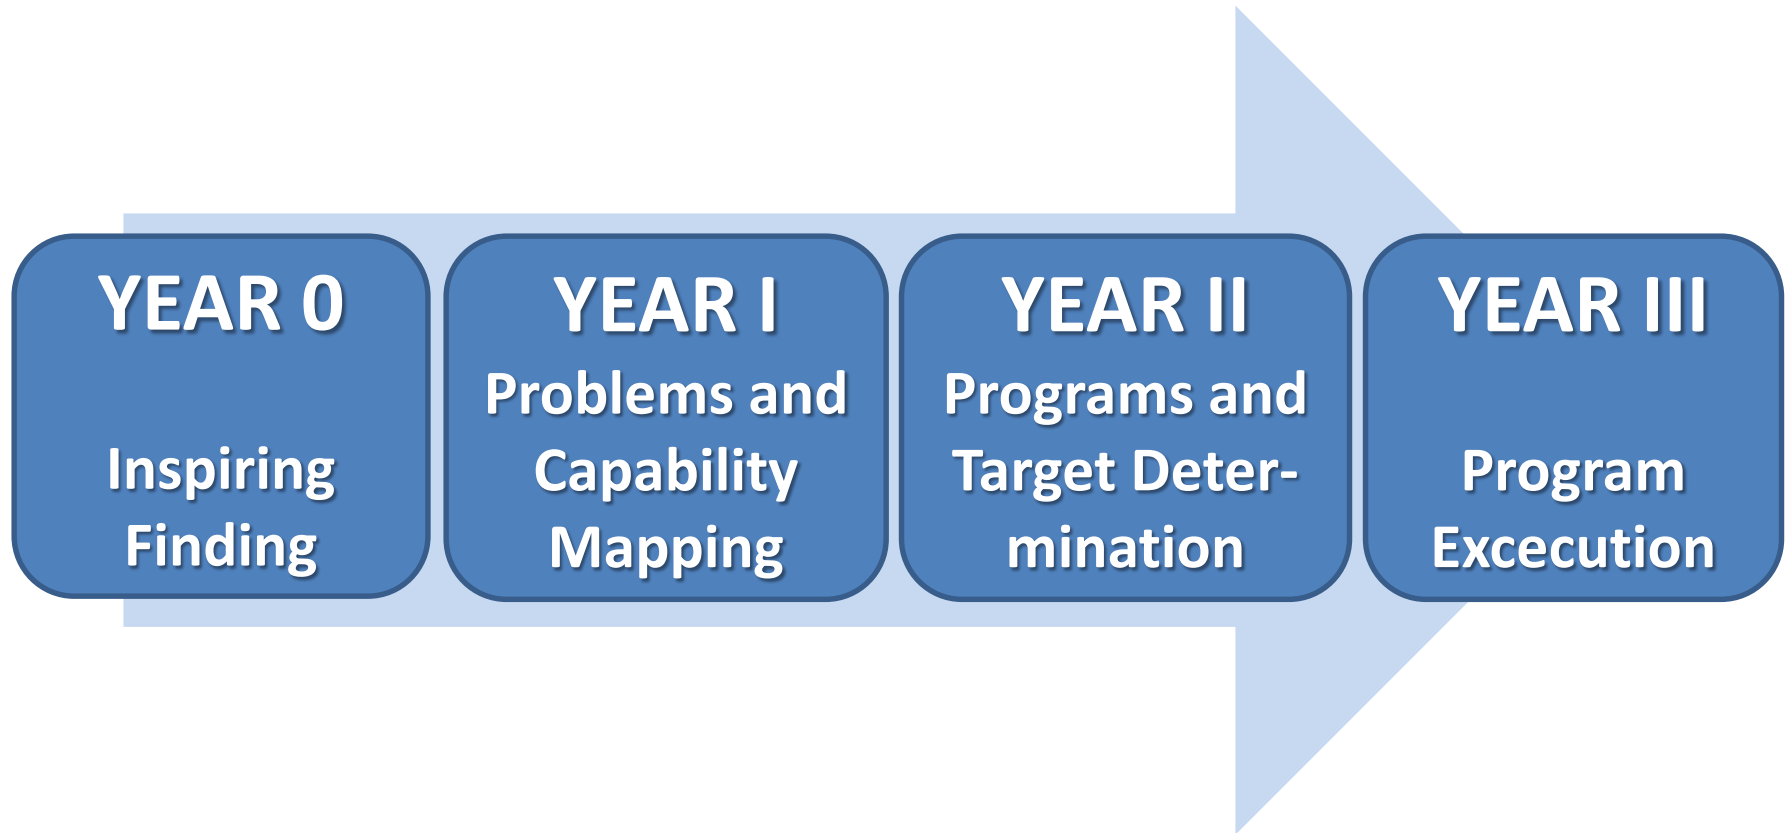 YEAR 0
Inspiring
Finding
YEAR I
Problems and
Capability
Mapping
YEAR II
Programs and
Target Deter-
mination
YEAR III
Program
Excecution